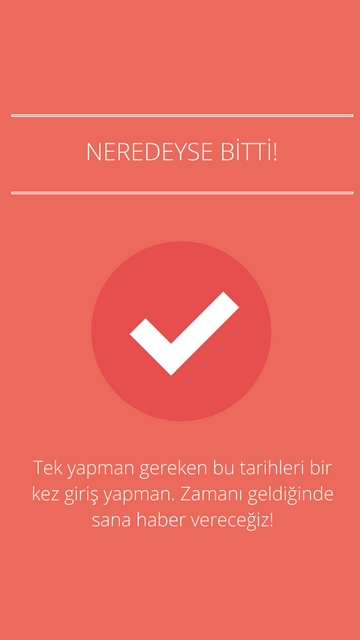 NEREDEYSE BİTTİ!
Tek yapman gereken bu tarihleri bir
kez giriş yapman. Zamanı geldiğinde
sana haber vereceğiz!